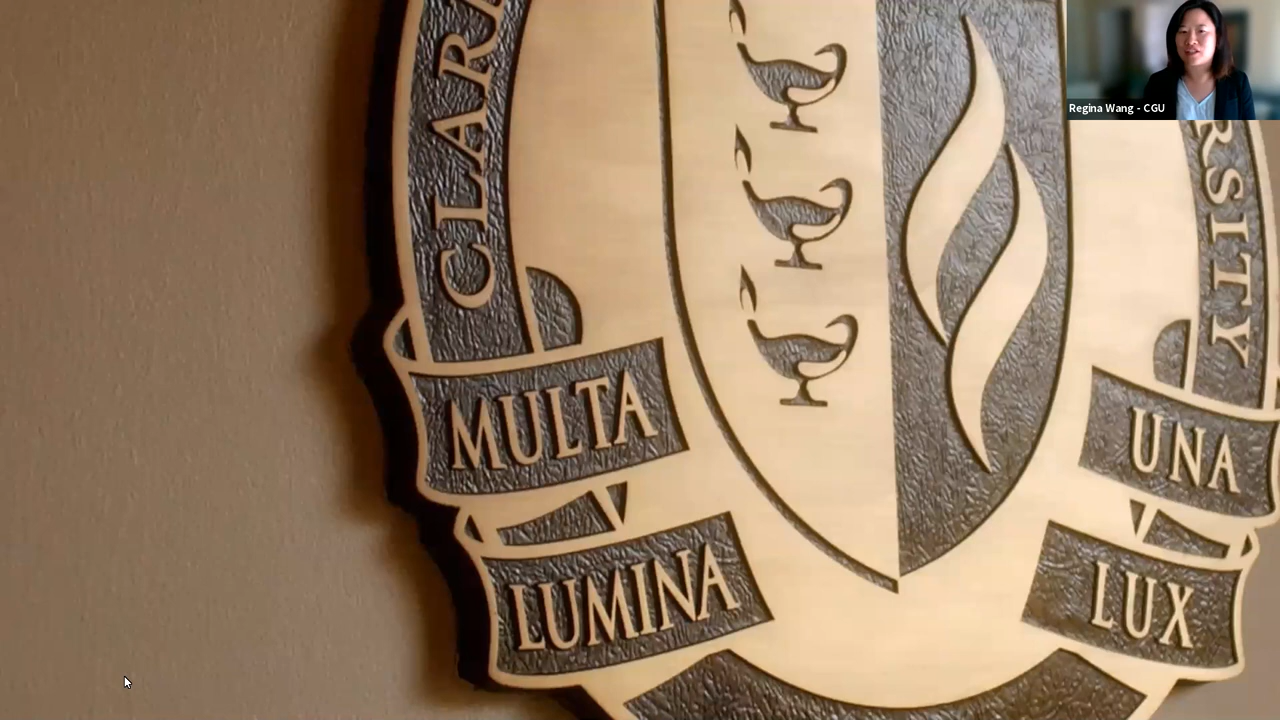 Regina Wang - CGU
CLAR
RSITY
MULTA
LUMINA
UNA
LUX